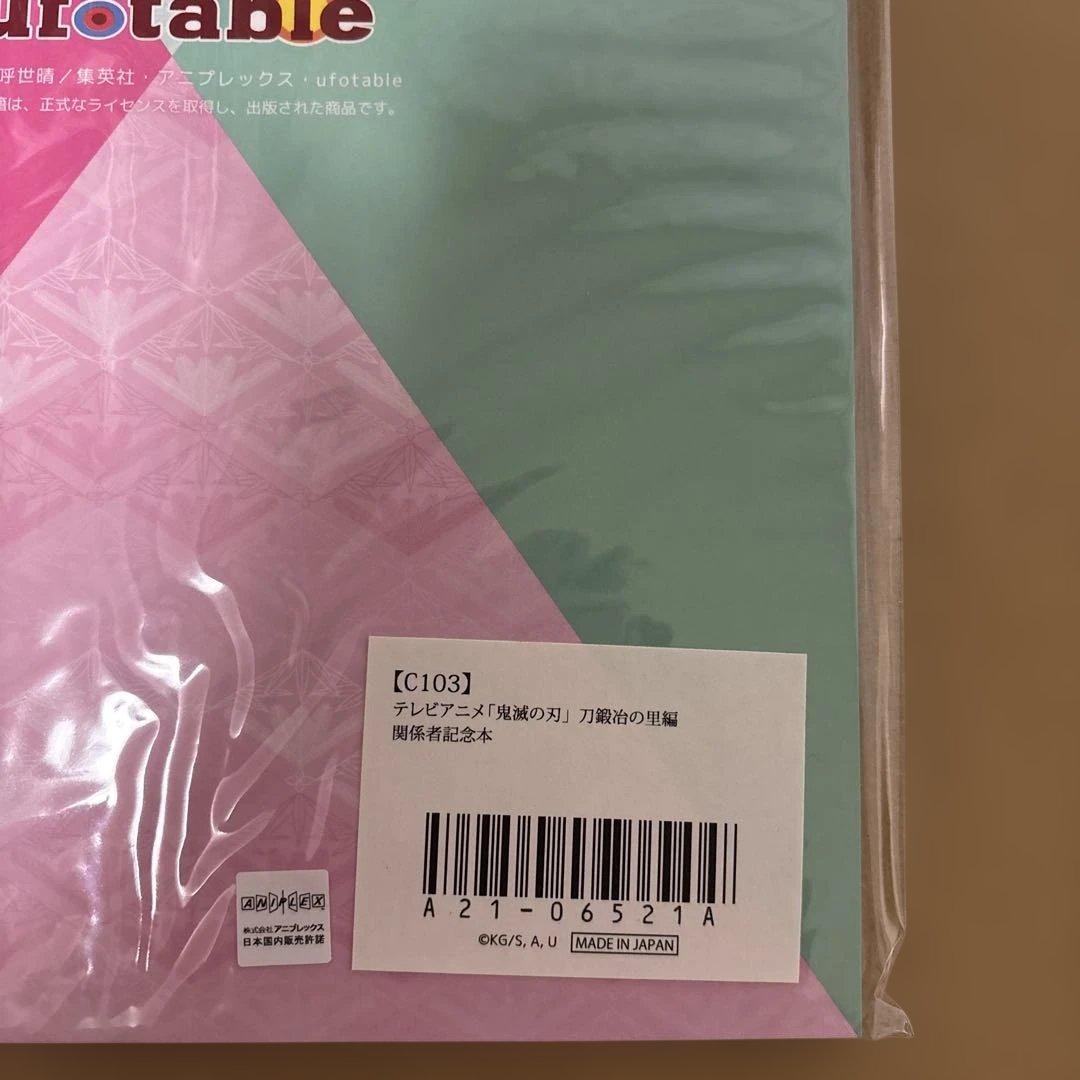 ufotable
呼世晴／集英社・アニプレックス・ufotable
は、正式なライセンスを取得し、出版された商品です。
【C103】
テレビアニメ「鬼滅の刃」刀鍛冶の里編
関係者記念本
A21-06521A
©KG/S, A, U MADE IN JAPAN
ANIPLEX
株式会社アニプレックス
日本国内販売許諾